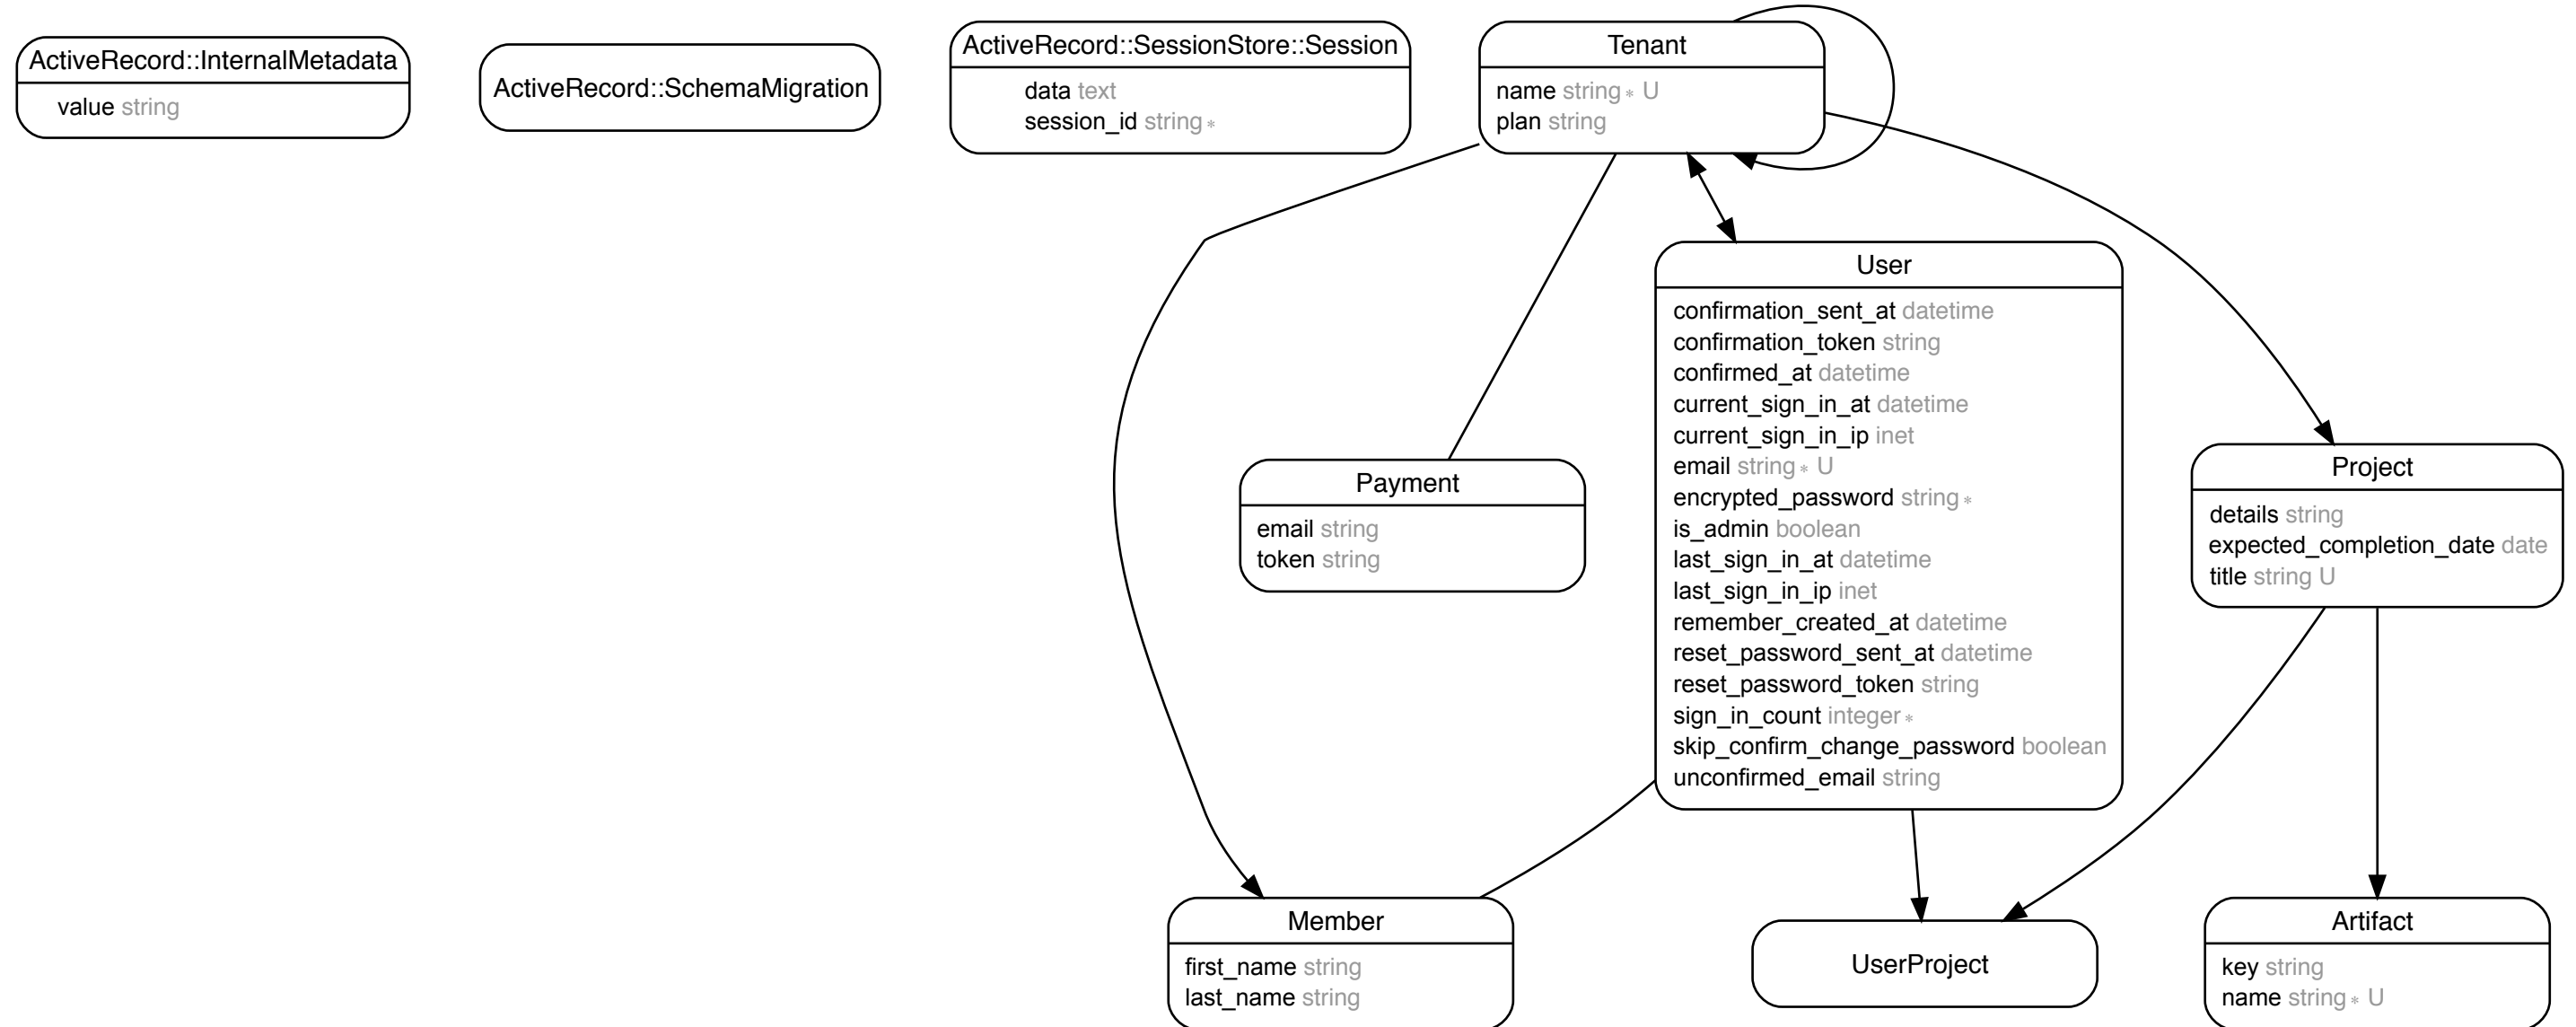 ActiveRecord::InternalMetadata
value string
ActiveRecord::SchemaMigration
ActiveRecord::SessionStore::Session
data text
session_id string *
Tenant
name string * U
plan string
User
confirmation_sent_at datetime
confirmation_token string
confirmed_at datetime
current_sign_in_at datetime
current_sign_in_ip inet
email string * U
encrypted_password string *
is_admin boolean
last_sign_in_at datetime
last_sign_in_ip inet
remember_created_at datetime
reset_password_sent_at datetime
reset_password_token string
sign_in_count integer *
skip_confirm_change_password boolean
unconfirmed_email string
Payment
email string
token string
Project
details string
expected_completion_date date
title string U
Member
first_name string
last_name string
UserProject
Artifact
key string
name string * U